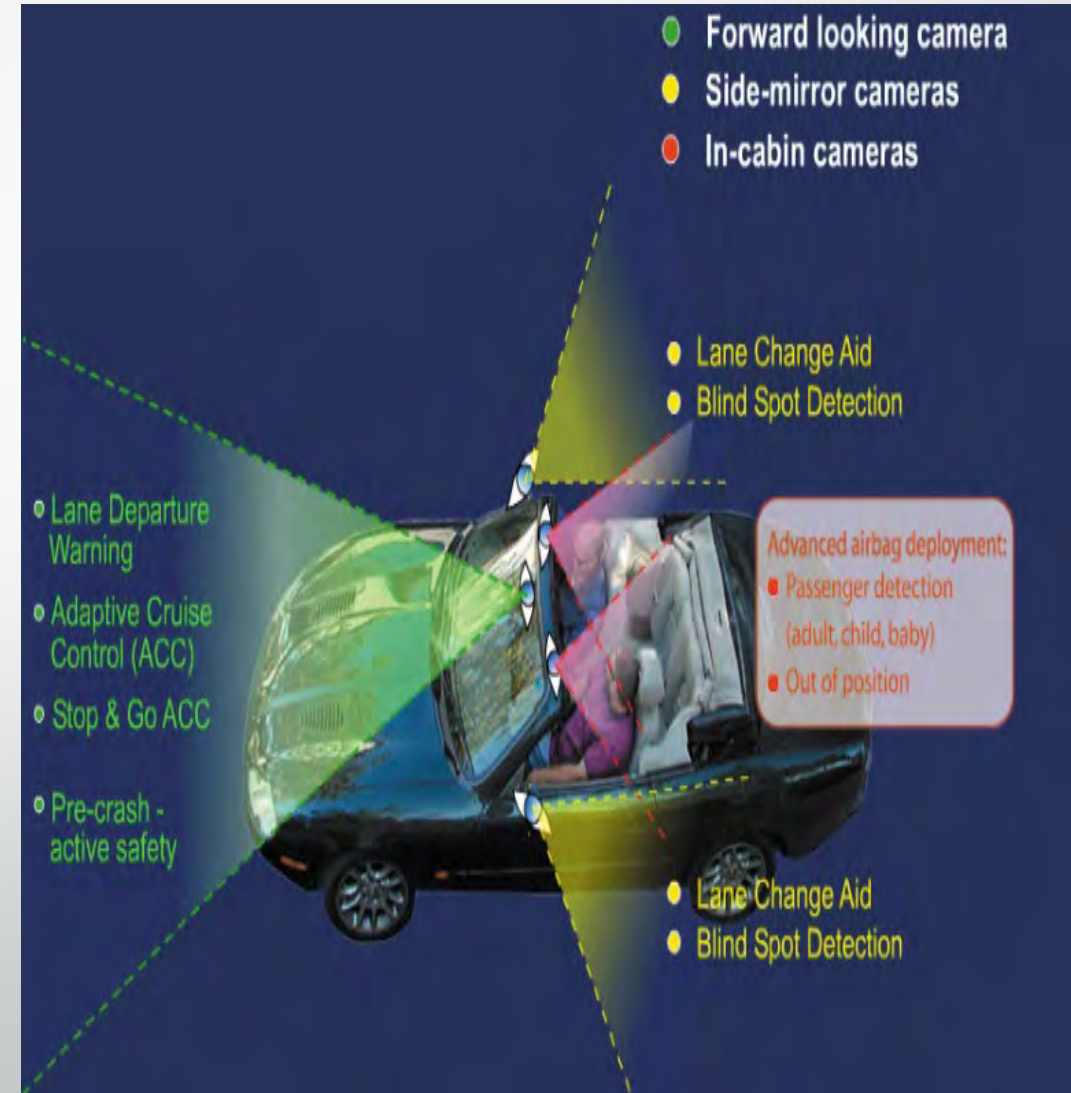 Forward looking camera
Side-mirror cameras
In-cabin cameras
Lane Change Aid
Blind Spot Detection
Lane Departure
Warning
Adaptive Cruise
Control (ACC)
Stop & Go ACC
Pre-crash -
active safety
Advanced airbag deployment:
Passenger detection
(adult, child, baby)
Out of position
Lane Change Aid
Blind Spot Detection